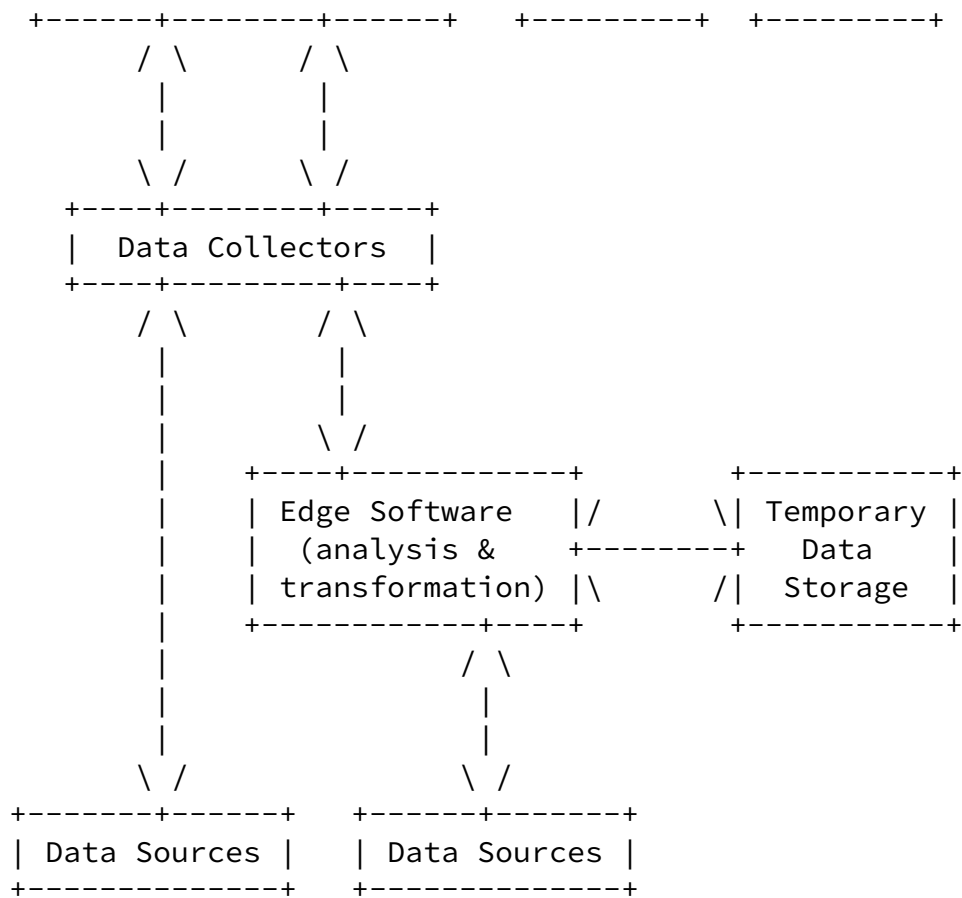 Data Collectors
Edge Software
(analysis &
transformation)
Temporary
Data
Storage
Data Sources
Data Sources